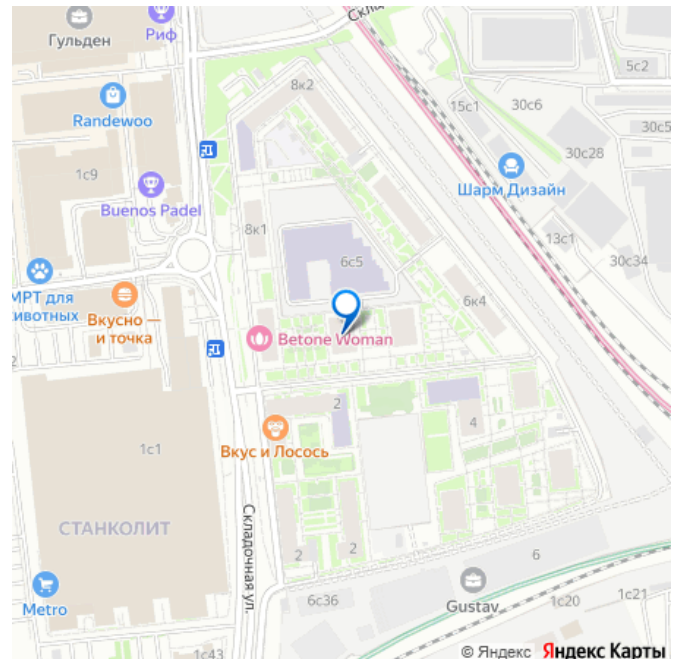 Гульден
Риф
Скла
5с2
8к2
15с1
30с6
Randewoo
30с5
30с28
1с9
Шарм Дизайн
Buenos Padel
8к1
13с1
6с5
30с34
МРТ для
животных
6к4
Вкусно —
и точка
Betone Woman
2
4
Вкус и Лосось
1с1
СТАНКОЛИТ
Складочная ул.
2
2
6
Metro
6с36
Gustav
1с20
1с21
1с43
© Яндекс Яндекс Карты